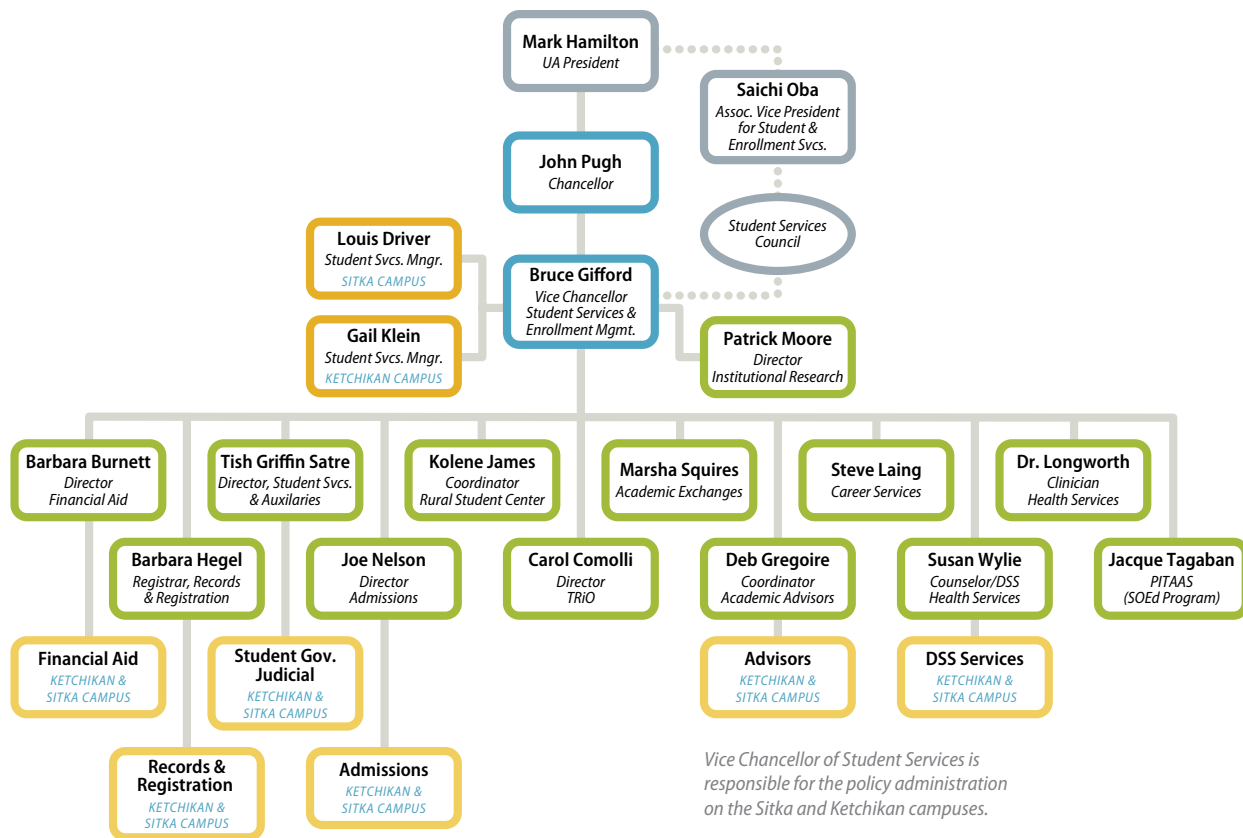 Mark Hamilton
UA President
Saichi Oba
Assoc. Vice President
for Student &
Enrollment Svcs.
John Pugh
Chancellor
Student Services
Council
Louis Driver
Student Svcs. Mngr.
SITKA CAMPUS
Bruce Gifford
Vice Chancellor
Student Services &
Enrollment Mgmt.
Gail Klein
Student Svcs. Mngr.
KETCHIKAN CAMPUS
Patrick Moore
Director
Institutional Research
Barbara Burnett
Director
Financial Aid
Tish Griffin Satre
Director, Student Svcs.
& Auxilaries
Kolene James
Coordinator
Rural Student Center
Marsha Squires
Academic Exchanges
Steve Laing
Career Services
Dr. Longworth
Clinician
Health Services
Barbara Hegel
Registrar, Records
& Registration
Joe Nelson
Director
Admissions
Carol Comolli
Director
TRiO
Deb Gregoire
Coordinator
Academic Advisors
Susan Wylie
Counselor/DSS
Health Services
Jacque Tagaban
PITAAS
(SOEd Program)
Financial Aid
KETCHIKAN &
SITKA CAMPUS
Student Gov.
Judicial
KETCHIKAN &
SITKA CAMPUS
Advisors
KETCHIKAN &
SITKA CAMPUS
DSS Services
KETCHIKAN &
SITKA CAMPUS
Records &
Registration
KETCHIKAN &
SITKA CAMPUS
Admissions
KETCHIKAN &
SITKA CAMPUS
Vice Chancellor of Student Services is
responsible for the policy administration
on the Sitka and Ketchikan campuses.